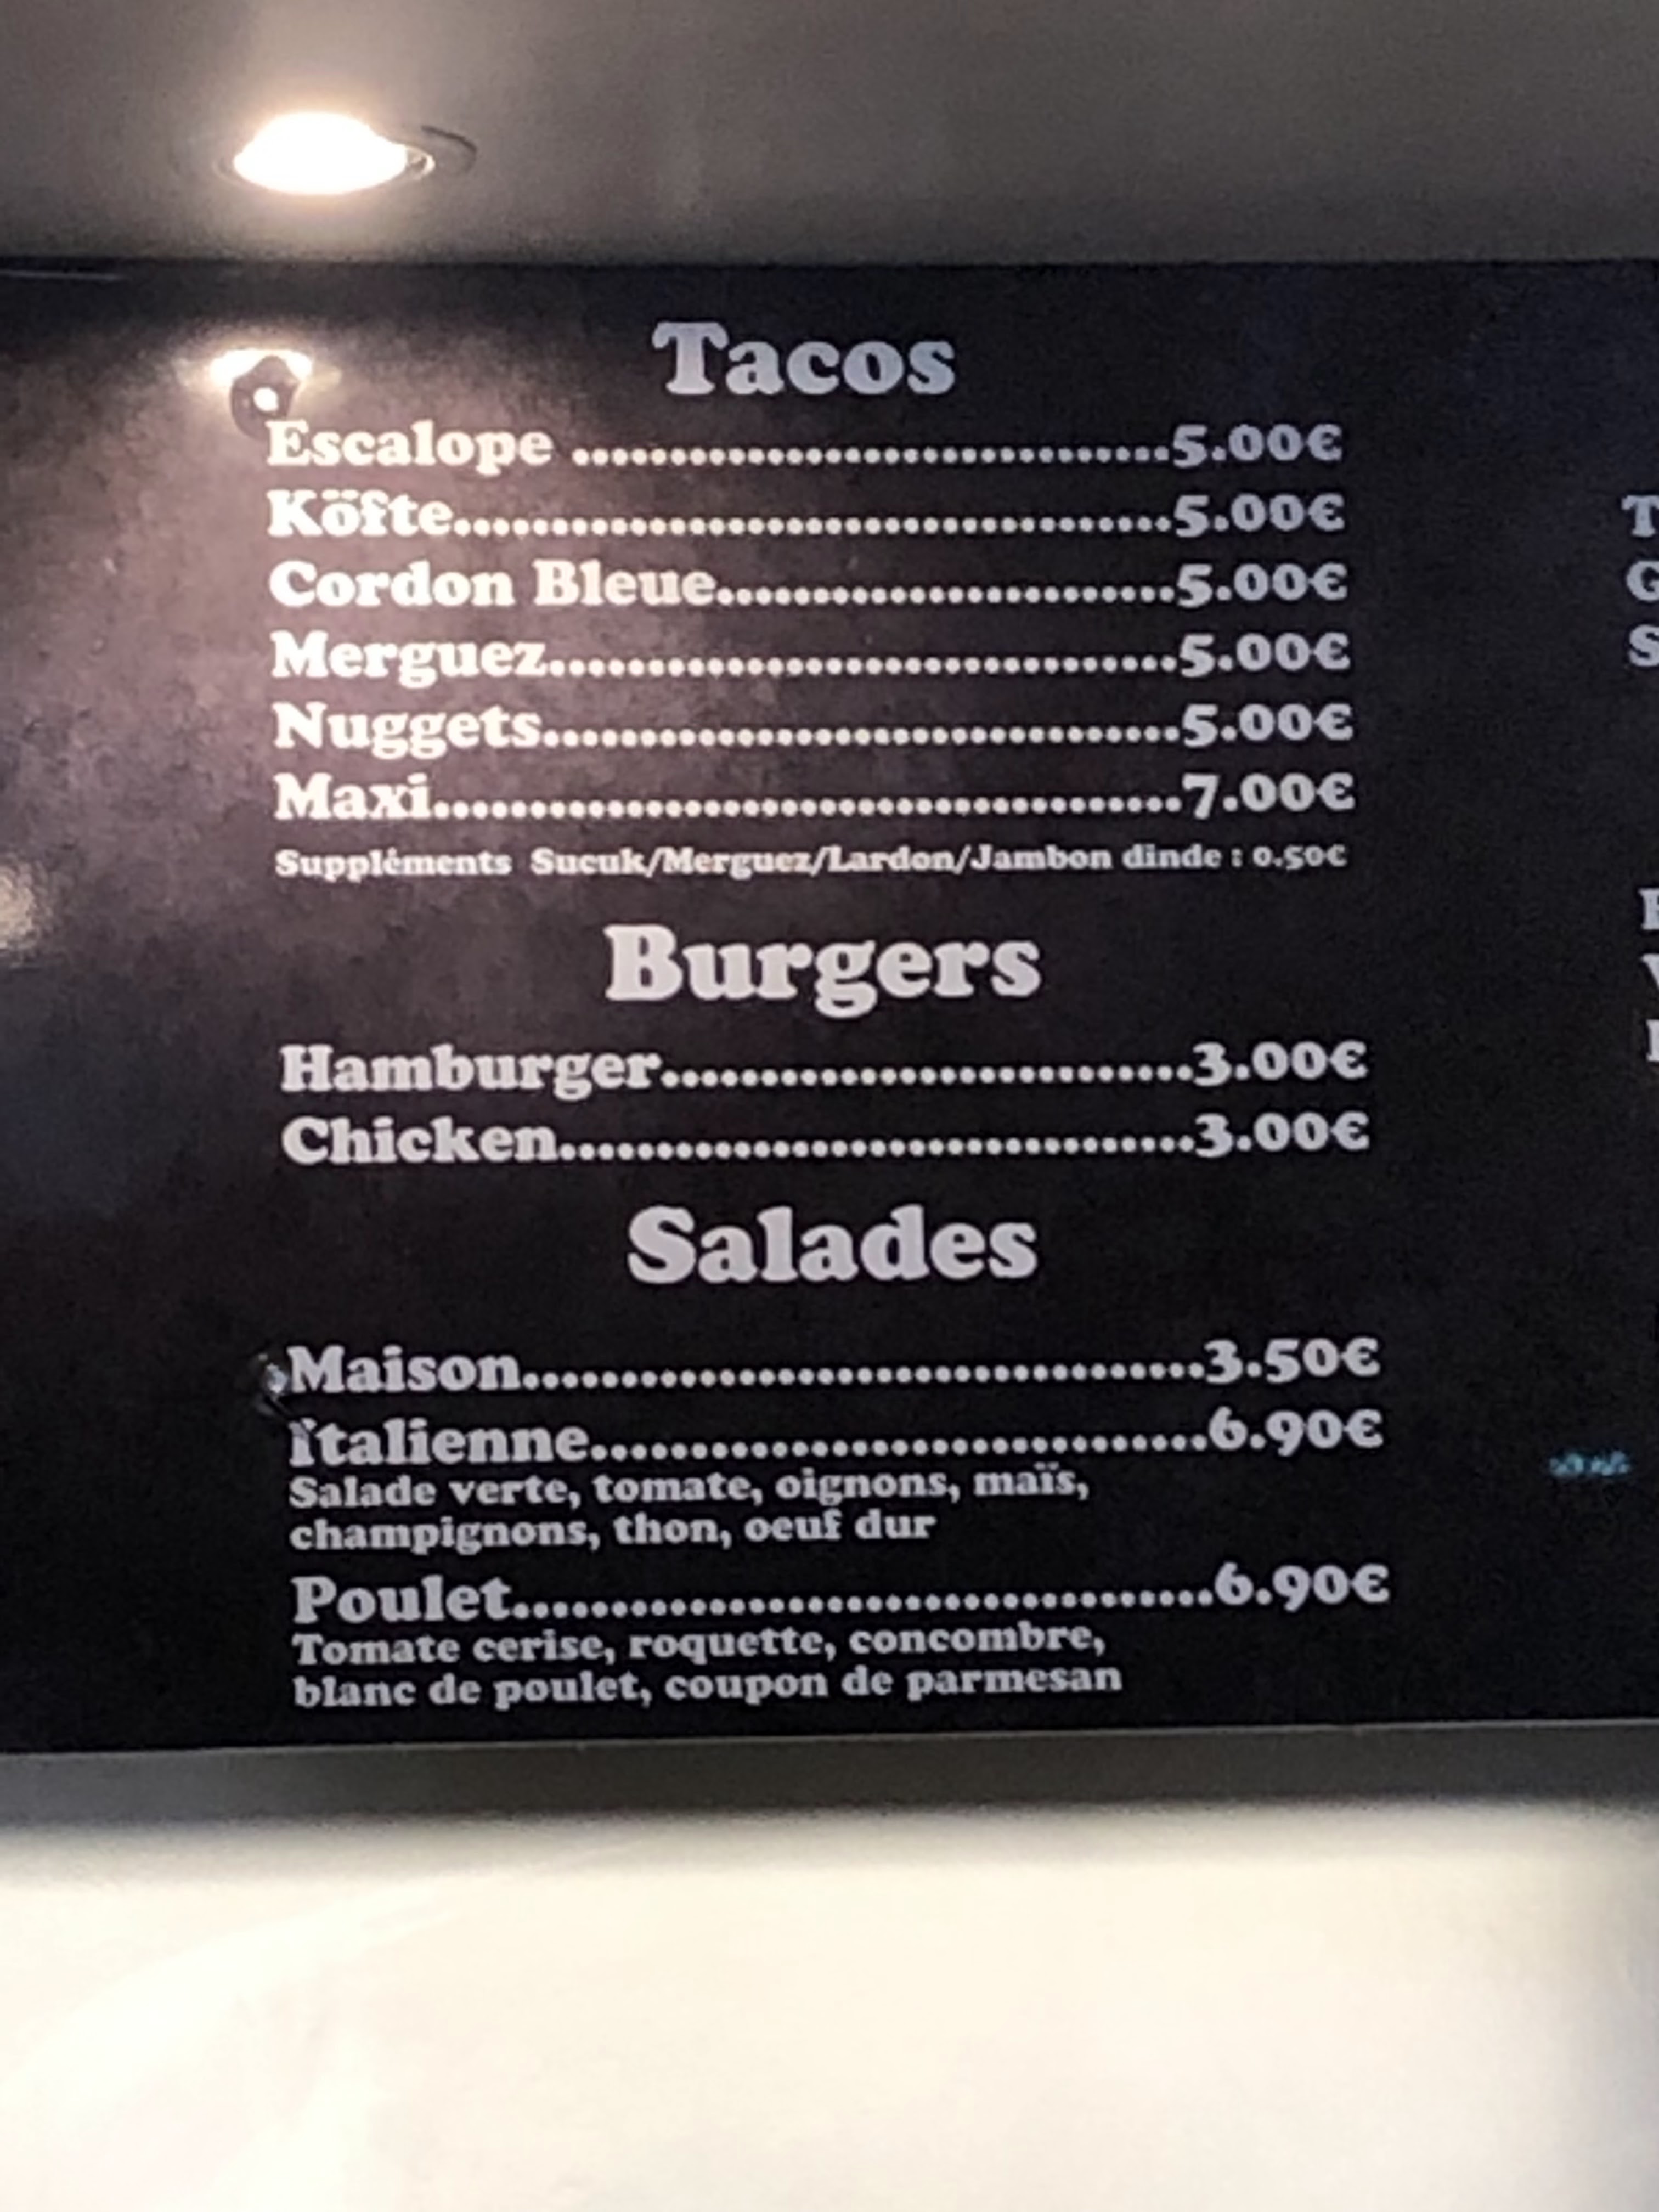 Tacos
Escalope ..........................................5.00€
Köfte..................................................5.00€
Cordon Bleue................................5.00€
Merguez...........................................5.00€
Nuggets............................................5.00€
Maxi....................................................7.00€
Suppléments Sucuk/Merguez/Lardon/Jambon dinde : 0.50€
Burgers
Hamburger.....................................3.00€
Chicken............................................3.00€
Salades
Maison...............................................3.50€
Italienne...........................................6.90€
Salade verte, tomate, oignons, maïs,
champignons, thon, oeuf dur
Poulet................................................6.90€
Tomate cerise, roquette, concombre,
blanc de poulet, coupon de parmesan